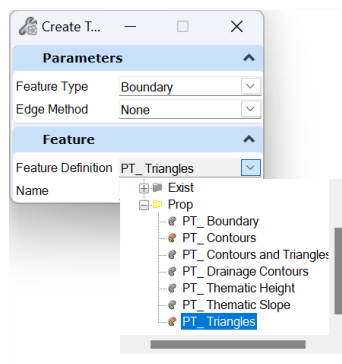 Create T...
Parameters
Feature Type Boundary
Edge Method None
Feature
Feature Definition PT_ Triangles
Name
Exist
Prop
PT_ Boundary
PT_ Contours
PT_ Contours and Triangles
PT_ Drainage Contours
PT_ Thematic Height
PT_ Thematic Slope
PT_ Triangles